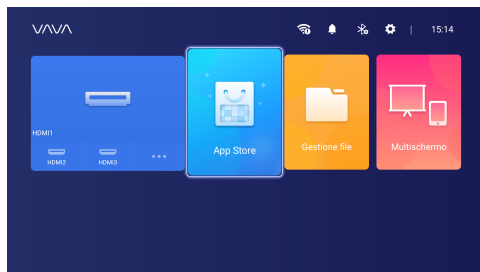 VAVA
15:14
HDMI1
HDMI2
HDMI3
App Store
Gestione file
Multischermo